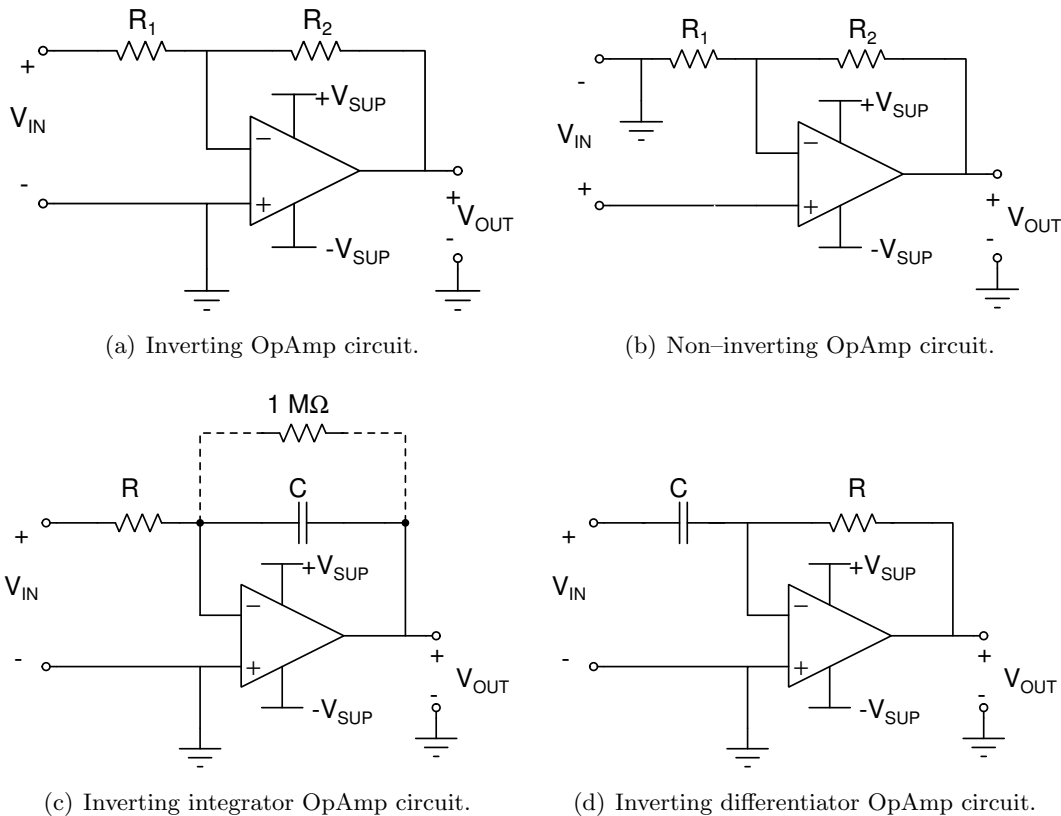 R1
R2
+
VIN
-
−
+
+VSUP
-VSUP
+
VOUT
-
(a) Inverting OpAmp circuit.
R1
R2
-
VIN
+
−
+
+VSUP
-VSUP
+
VOUT
-
(b) Non–inverting OpAmp circuit.
1 MΩ
R
C
+
VIN
-
−
+
+VSUP
-VSUP
+
VOUT
-
(c) Inverting integrator OpAmp circuit.
C
R
+
VIN
-
−
+
+VSUP
-VSUP
+
VOUT
-
(d) Inverting differentiator OpAmp circuit.